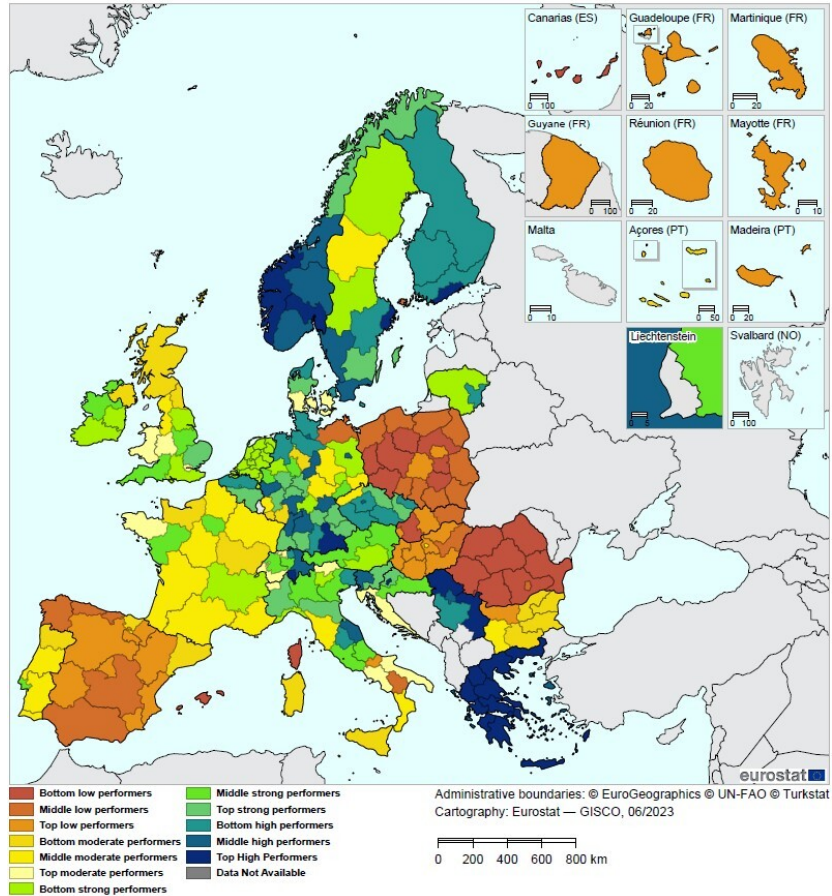 Canarias (ES)
0 100
Guadeloupe (FR)
0 20
Martinique (FR)
0 20
Guyane (FR)
0 100
Réunion (FR)
0 20
Mayotte (FR)
0 10
Malta
0 10
Açores (PT)
0 50
Madeira (PT)
0 20
Liechtenstein
0 5
Svalbard (NO)
0 100
eurostat
Bottom low performers
Middle low performers
Top low performers
Bottom moderate performers
Middle moderate performers
Top moderate performers
Bottom strong performers
Middle strong performers
Top strong performers
Bottom high performers
Middle high performers
Top High Performers
Data Not Available
Administrative boundaries: © EuroGeographics © UN-FAO © Turkstat
Cartography: Eurostat — GISCO, 06/2023
0 200 400 600 800 km